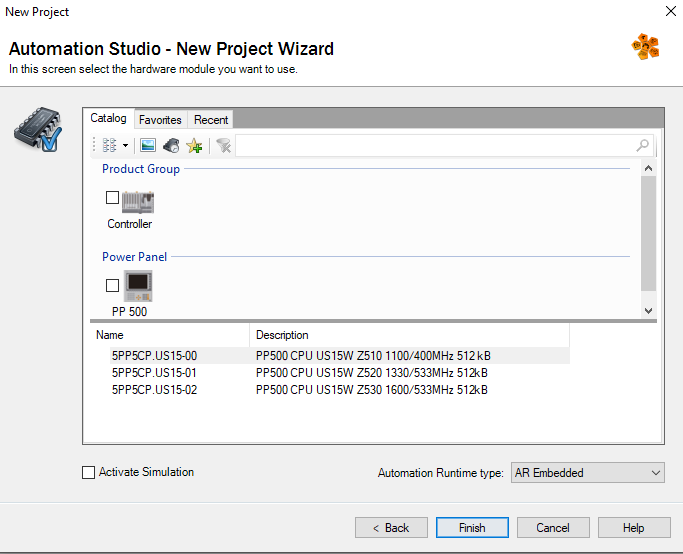 New Project
Automation Studio - New Project Wizard
In this screen select the hardware module you want to use.
Catalog Favorites Recent
Product Group
Controller
Power Panel
PP 500
Name Description
5PP5CP.US15-00 PP500 CPU US15W Z510 1100/400MHz 512 kB
5PP5CP.US15-01 PP500 CPU US15W Z520 1330/533MHz 512kB
5PP5CP.US15-02 PP500 CPU US15W Z530 1600/533MHz 512kB
Activate Simulation Automation Runtime type: AR Embedded
< Back Finish Cancel Help